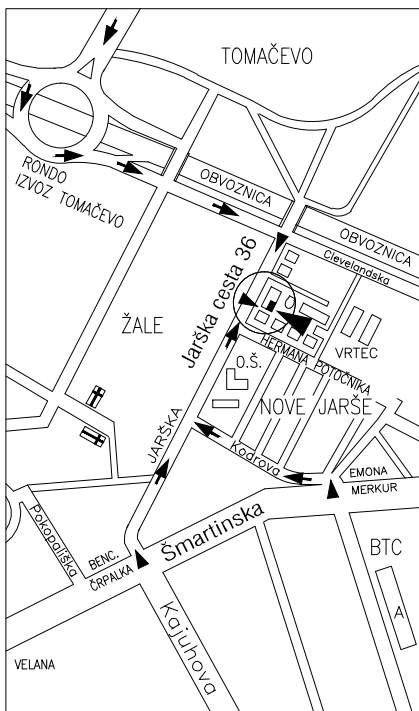 TOMAČEVO
RONDO
IZVOZ TOMAČEVO
OBVOZNICA
OBVOZNICA
Clevelandska
Jarška cesta 36
ŽALE
VRTEC
HERMANA POTOČNIKA
O.Š.
NOVE JARŠE
JARŠKA
Kodrova
EMONA
MERKUR
Pokopališka
Šmartinska
BTC
BENC.
ČRPALKA
A
Kajuhova
VELANA